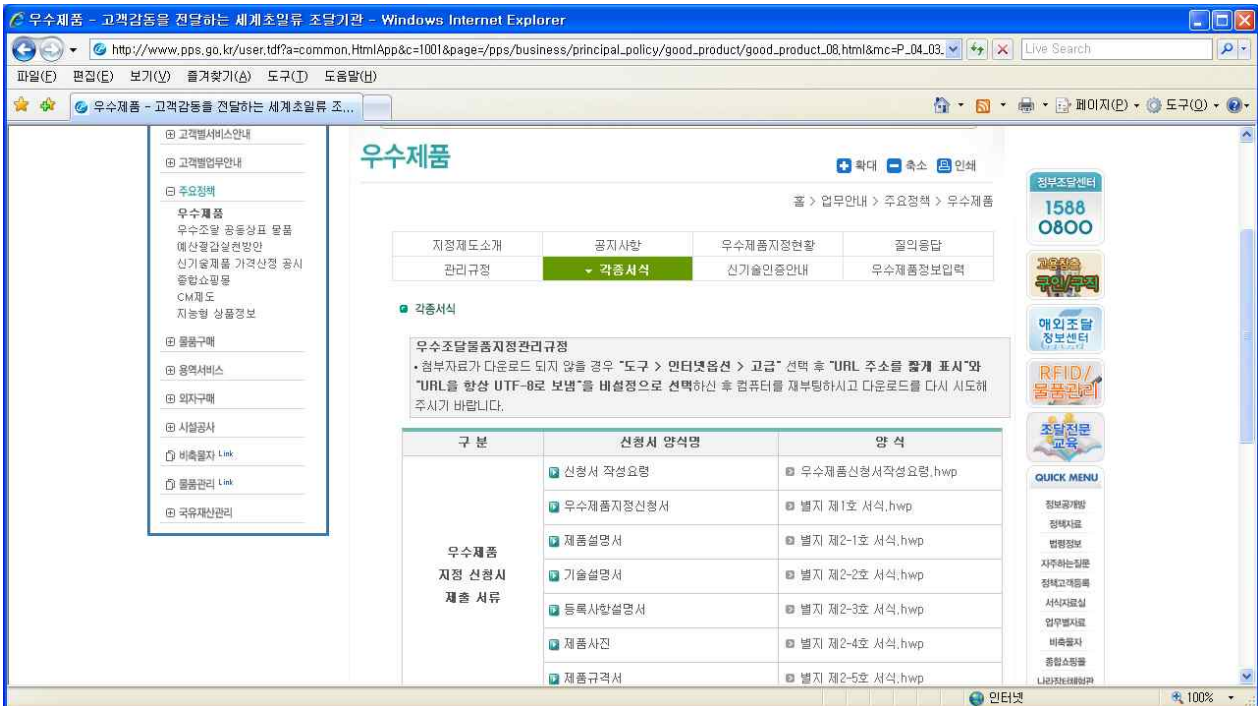 우수제품 - 고객감동을 전달하는 세계초일류 조달기관 - Windows Internet Explorer
http://www.pps.go.kr/user.tdf?a=common.HtmlApp&c=1001&page=/pps/business/principal_policy/good_product/good_product_08.html&mc=P_04_03_
Live Search
파일(F) 편집(E) 보기(V) 즐겨찾기(A) 도구(T) 도움말(H)
우수제품 - 고객감동을 전달하는 세계초일류 조...
페이지(P) 도구(O)
고객별서비스안내
고객별업무안내
주요정책
우수제품
우수조달 공동상표 물품
예산절감실천방안
신기술제품 가격산정 공시
종합쇼핑몰
CM제도
지능형 상품정보
물품구매
용역서비스
외자구매
시설공사
비축물자 Link
물품관리 Link
국유재산관리
우수제품
확대 축소 인쇄
홈 > 업무안내 > 주요정책 > 우수제품
지정제도소개 공지사항 우수제품지정현황 질의응답
관리규정 각종서식 신기술인증안내 우수제품정보입력
각종서식
우수조달물품지정관리규정
• 첨부자료가 다운로드 되지 않을 경우 "도구 > 인터넷옵션 > 고급" 선택 후 "URL 주소를 짧게 표시"와
"URL을 항상 UTF-8로 보냄"을 비설정으로 선택하신 후 컴퓨터를 재부팅하시고 다운로드를 다시 시도해
주시기 바랍니다.
구 분 신청서 양식명 양 식
우수제품
지정 신청시
제출 서류
신청서 작성요령 우수제품신청서작성요령.hwp
우수제품지정신청서 별지 제1호 서식.hwp
제품설명서 별지 제2-1호 서식.hwp
기술설명서 별지 제2-2호 서식.hwp
등록사항설명서 별지 제2-3호 서식.hwp
제품사진 별지 제2-4호 서식.hwp
제품규격서 별지 제2-5호 서식.hwp
정부조달센터
1588
0800
고용창출
구인/구직
해외조달
정보센터
RFID/
물품관리
조달전문
교육
QUICK MENU
정보공개방
정책자료
법령정보
자주하는질문
정책고객등록
서식자료실
업무별자료
비축물자
종합쇼핑몰
나라장터체험관
인터넷
100%